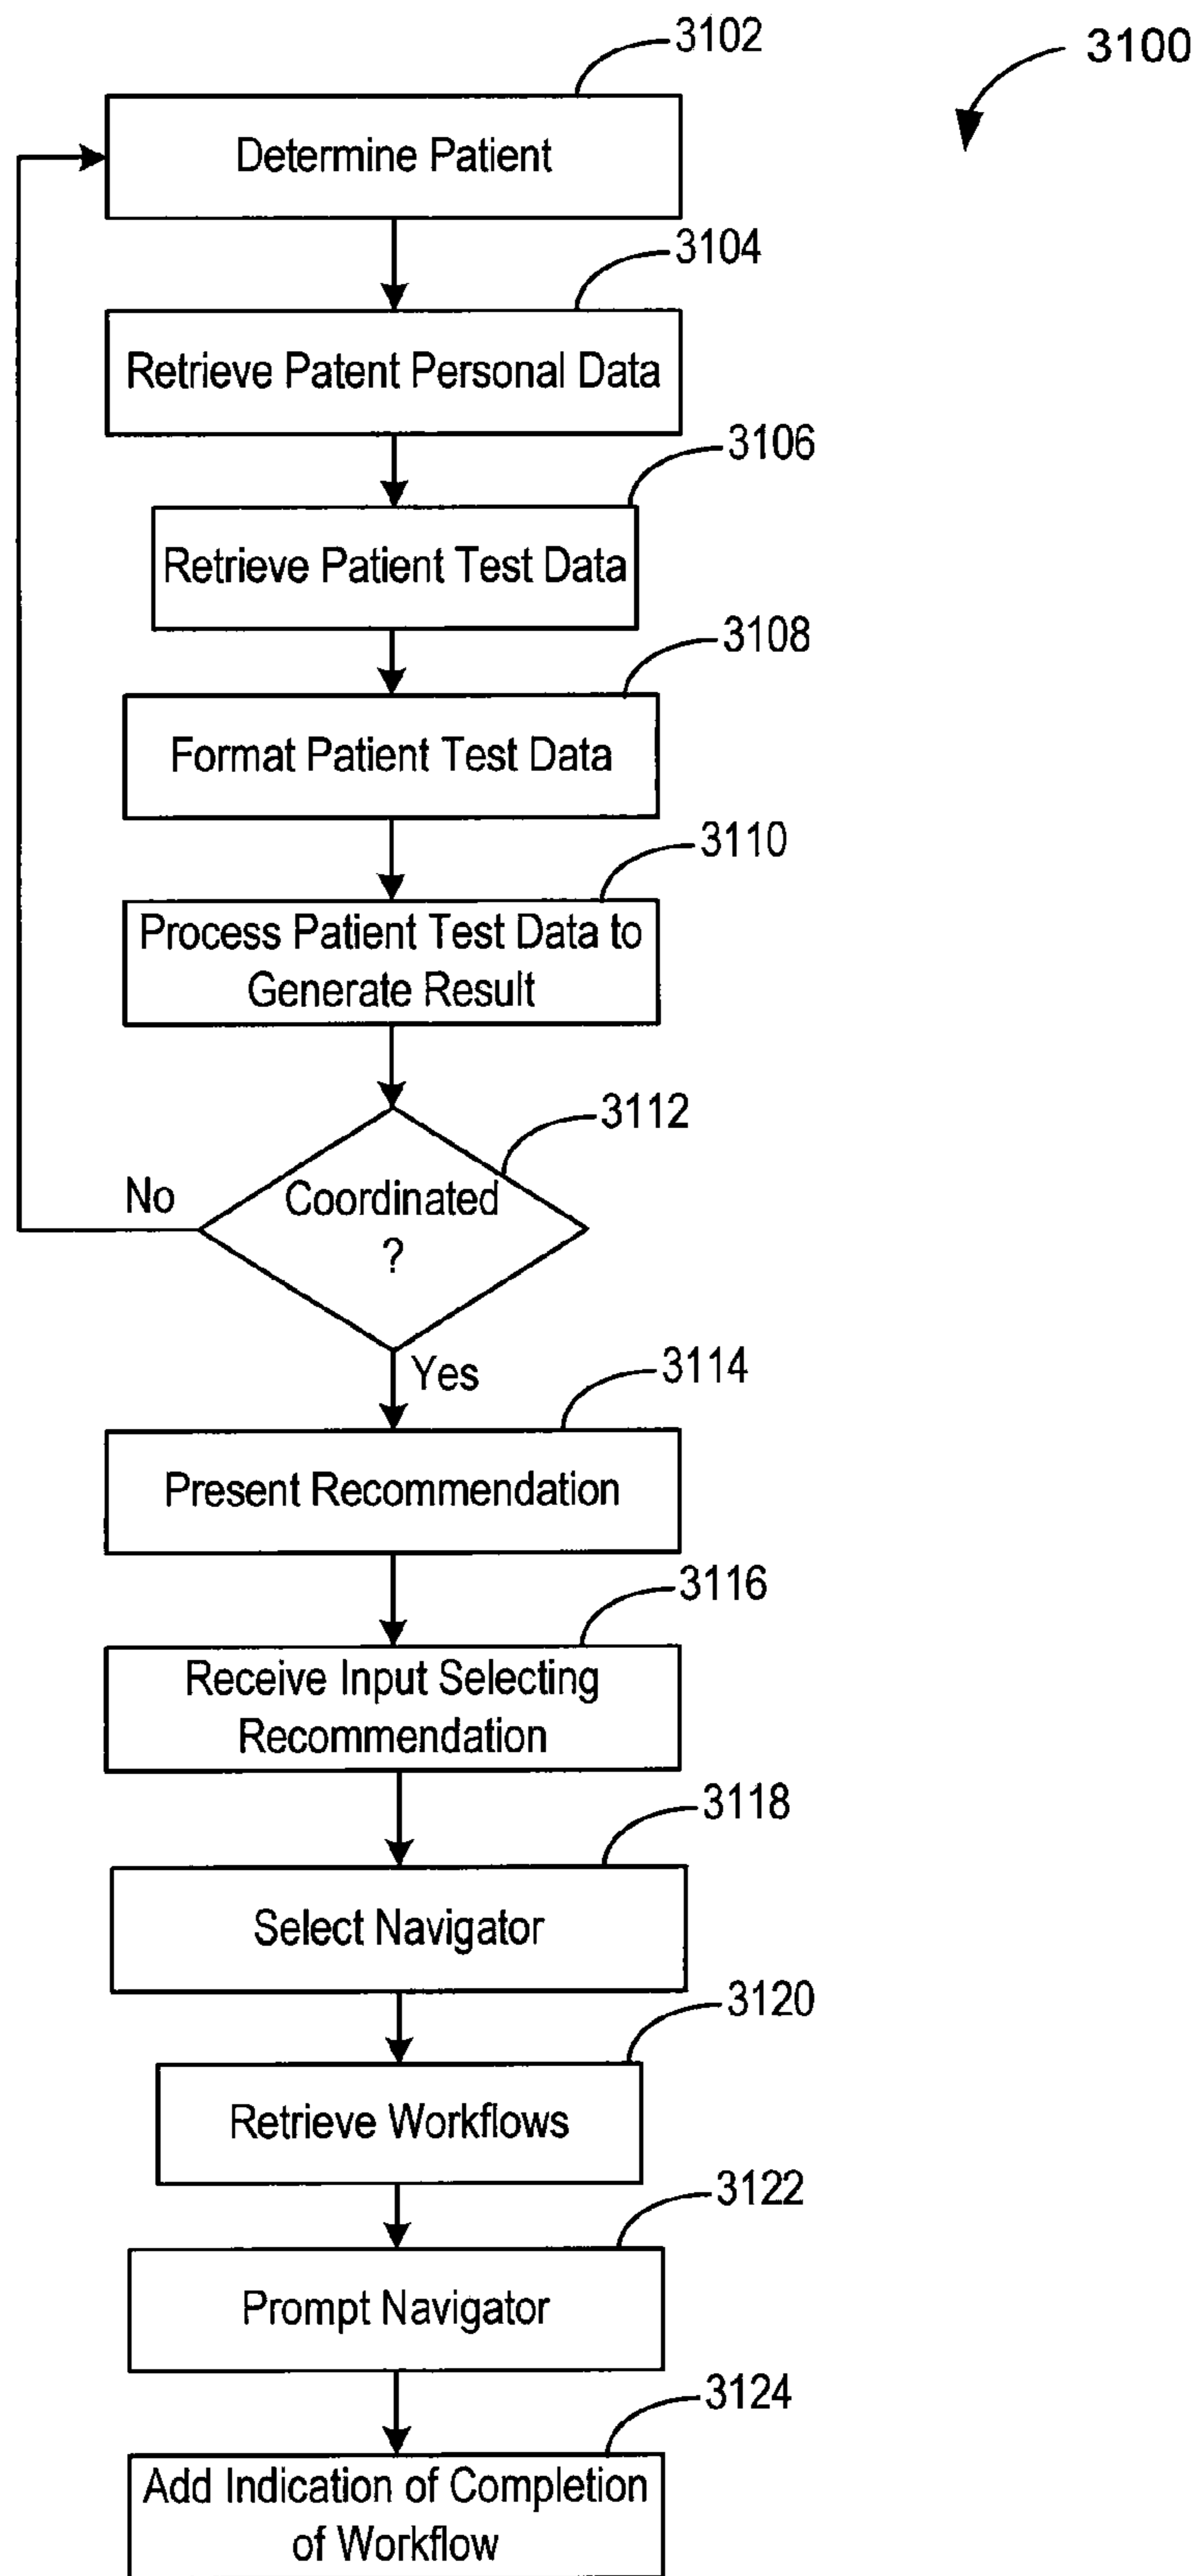 3102
3100
Determine Patient
3104
Retrieve Patent Personal Data
3106
Retrieve Patient Test Data
3108
Format Patient Test Data
3110
Process Patient Test Data to
Generate Result
3112
No
Coordinated
?
Yes
3114
Present Recommendation
3116
Receive Input Selecting
Recommendation
3118
Select Navigator
3120
Retrieve Workflows
3122
Prompt Navigator
3124
Add Indication of Completion
of Workflow